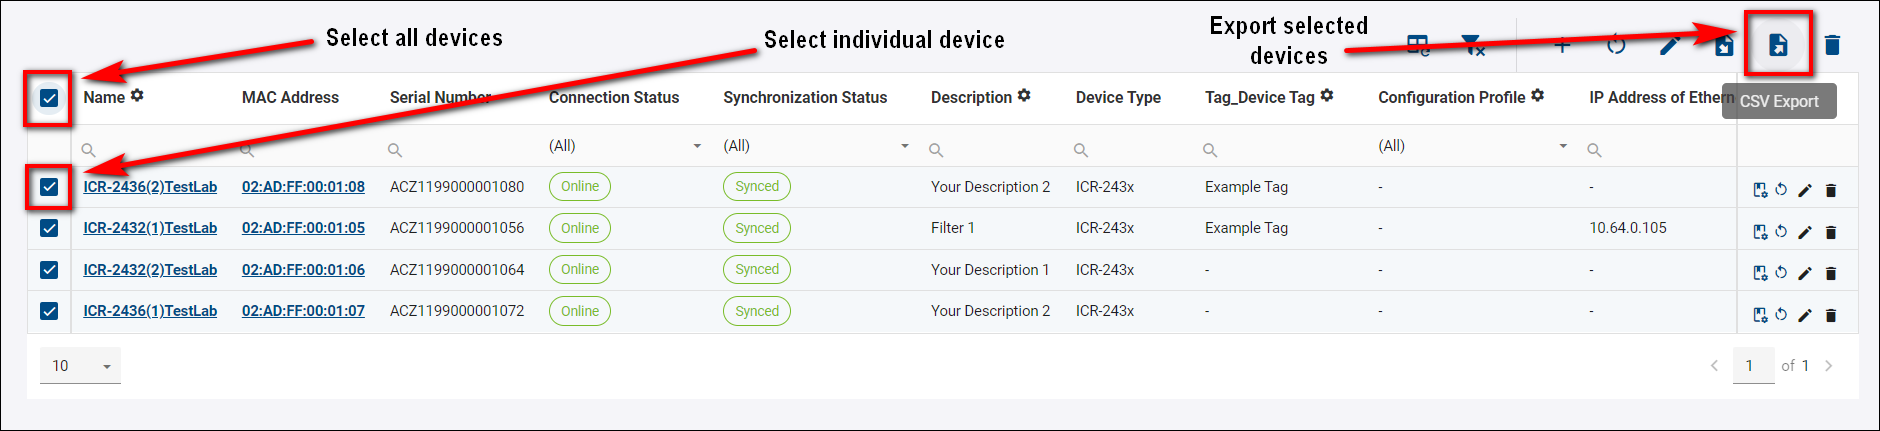 Select all devices
Select individual device
Export selected
devices
Name MAC Address Serial Number Connection Status Synchronization Status Description Device Type Tag_Device Tag Configuration Profile IP Address of Ethern
CSV Export
(All) (All) (All)
ICR-2436(2)TestLab 02:AD:FF:00:01:08 ACZ1199000001080 Online Synced Your Description 2 ICR-243x Example Tag - -
ICR-2432(1)TestLab 02:AD:FF:00:01:05 ACZ1199000001056 Online Synced Filter 1 ICR-243x Example Tag - 10.64.0.105
ICR-2432(2)TestLab 02:AD:FF:00:01:06 ACZ1199000001064 Online Synced Your Description 1 ICR-243x - - -
ICR-2436(1)TestLab 02:AD:FF:00:01:07 ACZ1199000001072 Online Synced Your Description 2 ICR-243x - - -
10 1 of 1